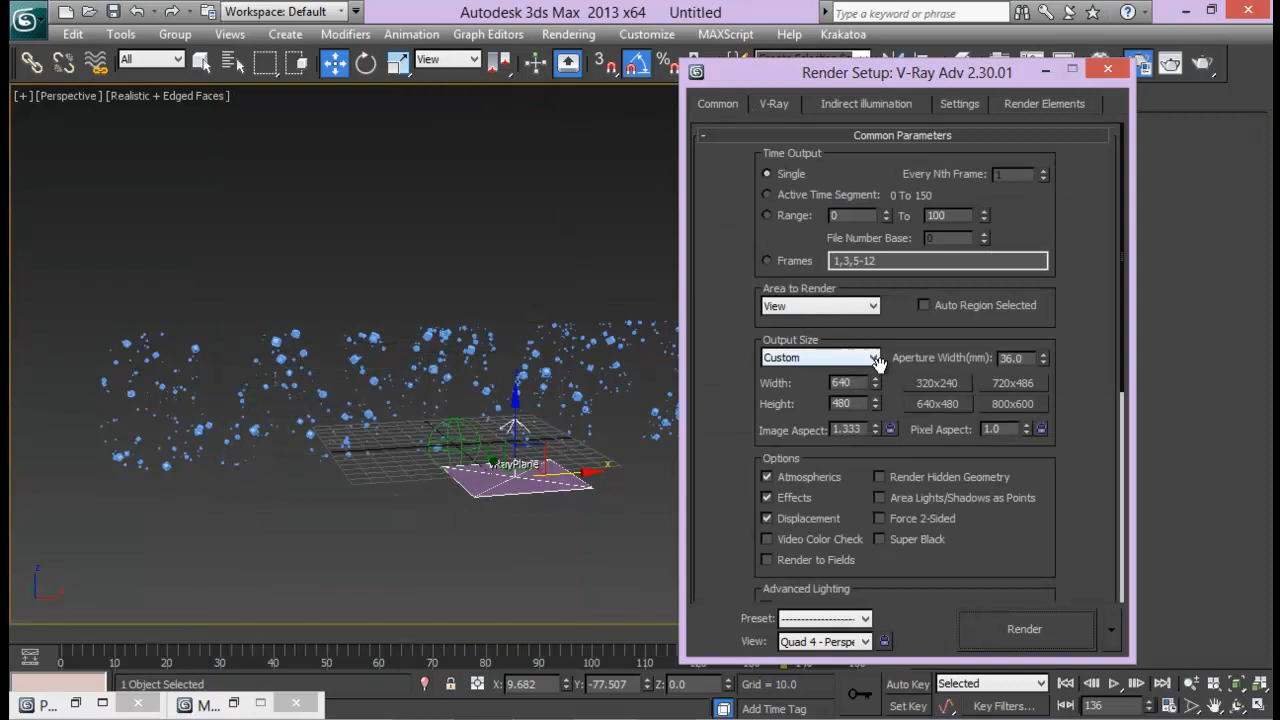 Workspace: Default
Autodesk 3ds Max 2013 x64 Untitled
Type a keyword or phrase
Edit Tools Group Views Create Modifiers Animation Graph Editors Rendering Customize MAXScript Help Krakatoa
All
View
3
%
[+] [Perspective] [Realistic + Edged Faces]
Render Setup: V-Ray Adv 2.30.01
Common V-Ray Indirect illumination Settings Render Elements
- Common Parameters
Time Output
Single Every Nth Frame: 1
Active Time Segment: 0 To 150
Range: 0 To 100
File Number Base: 0
Frames 1,3,5-12
Area to Render
View Auto Region Selected
Output Size
Custom Aperture Width(mm): 36.0
Width: 640 320x240 720x486
Height: 480 640x480 800x600
Image Aspect: 1.333 Pixel Aspect: 1.0
Options
Atmospherics Render Hidden Geometry
Effects Area Lights/Shadows as Points
Displacement Force 2-Sided
Video Color Check Super Black
Render to Fields
Advanced Lighting
Preset: --------------------
View: Quad 4 - Perspe
Render
VRayPlane
x
z
0 10 20 30 40 50 60 70 80 90 100 110
1 Object Selected X: 9.682 Y: -77.507 Z: 0.0 Grid = 10.0 Auto Key Selected
P... M... Add Time Tag Set Key Key Filters... 136